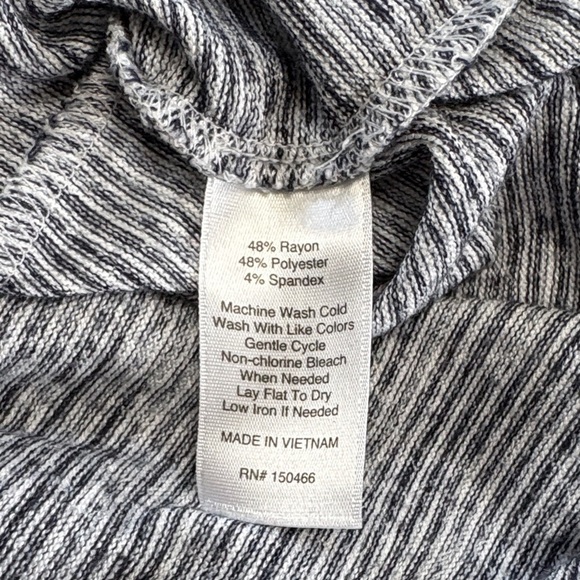 48% Rayon
48% Polyester
4% Spandex
Machine Wash Cold
Wash With Like Colors
Gentle Cycle
Non-chlorine Bleach
When Needed
Lay Flat To Dry
Low Iron If Needed
MADE IN VIETNAM
RN# 150466